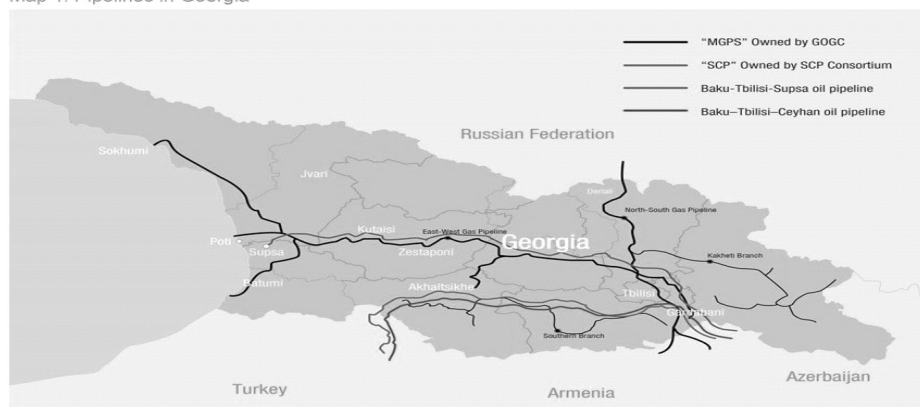 Map 1. Pipelines in Georgia
"MGPS" Owned by GOGC
"SCP" Owned by SCP Consortium
Baku-Tbilisi-Supsa oil pipeline
Baku–Tbilisi–Ceyhan oil pipeline
Russian Federation
Sokhumi
Jvari
Denali
North-South Gas Pipeline
Kutaisi
East-West Gas Pipeline
Poti
Supsa
Zestaponi
Georgia
Kakheti Branch
Batumi
Akhaltsikhe
Tbilisi
Gardabani
Southern Branch
Azerbaijan
Turkey
Armenia